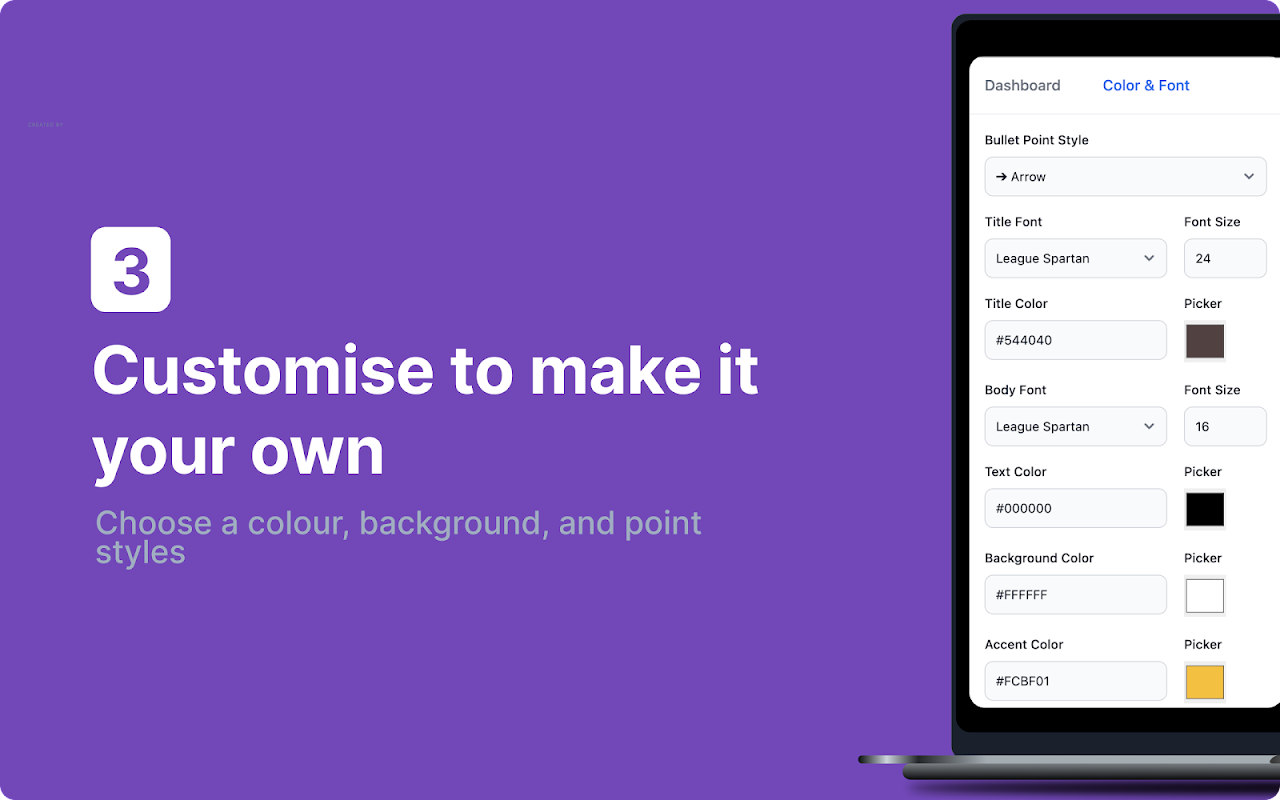 CREATED BY
3
Customise to make it
your own
Choose a colour, background, and point
styles
Dashboard Color & Font
Bullet Point Style
➔ Arrow
Title Font Font Size
League Spartan 24
Title Color Picker
#544040
Body Font Font Size
League Spartan 16
Text Color Picker
#000000
Background Color Picker
#FFFFFF
Accent Color Picker
#FCBF01